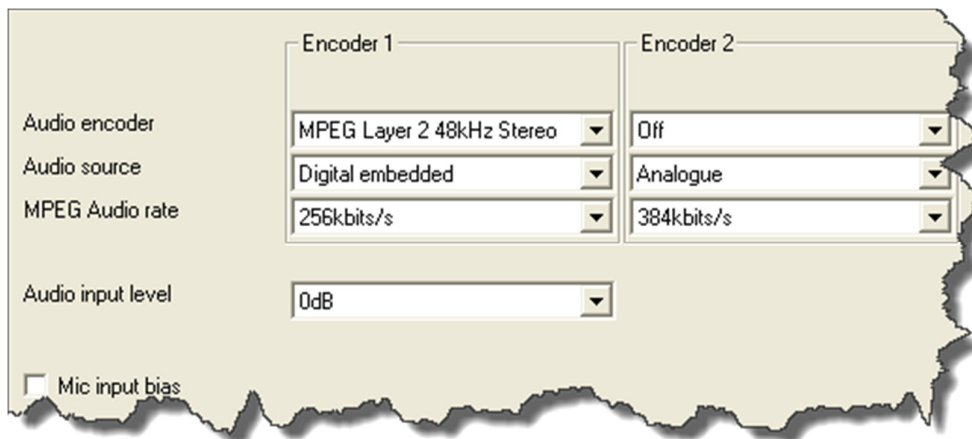 Encoder 1 Encoder 2
Audio encoder MPEG Layer 2 48kHz Stereo Off
Audio source Digital embedded Analogue
MPEG Audio rate 256kbits/s 384kbits/s
Audio input level 0dB
Mic input bias